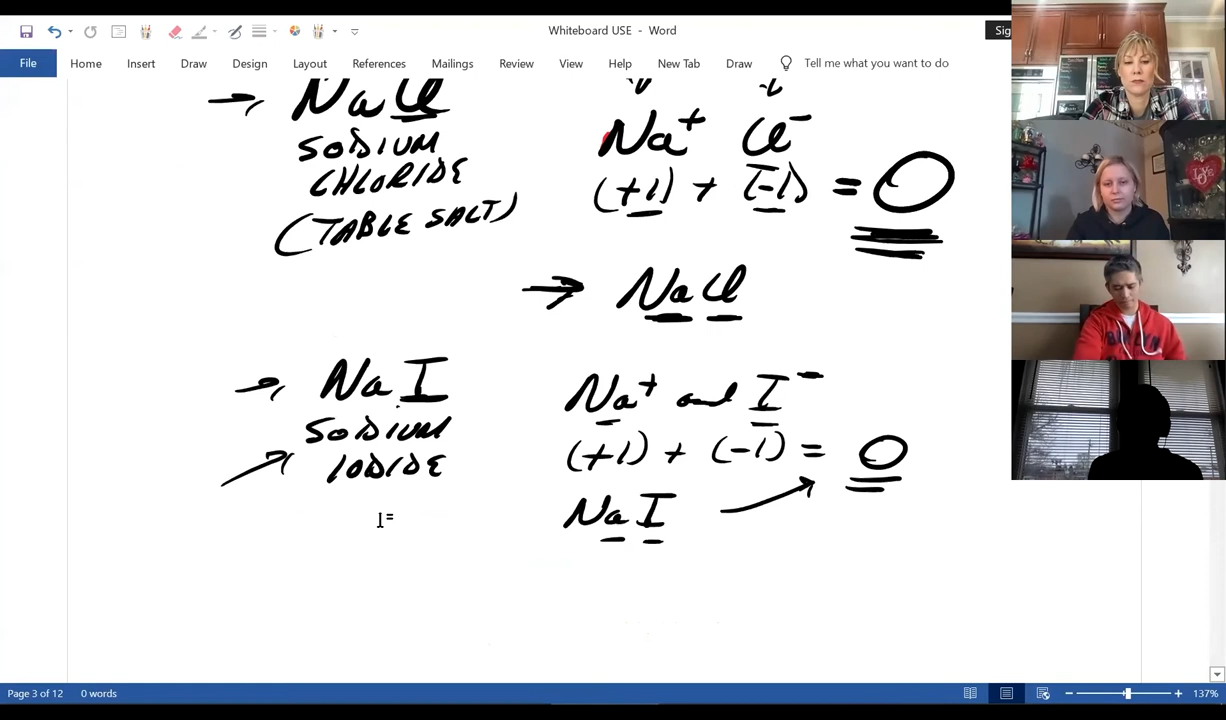 Whiteboard USE - Word
Sig
File Home Insert Draw Design Layout References Mailings Review View Help New Tab Draw Tell me what you want to do
→ NaCl
SODIUM
CHLORIDE
(TABLE SALT)
Na⁺ Cl⁻
(+1) + (-1) = 0
→ NaCl
→ NaI
SODIUM
IODIDE
Na⁺ and I⁻
(+1) + (-1) = 0
NaI
LOVE
Page 3 of 12 0 words
137%